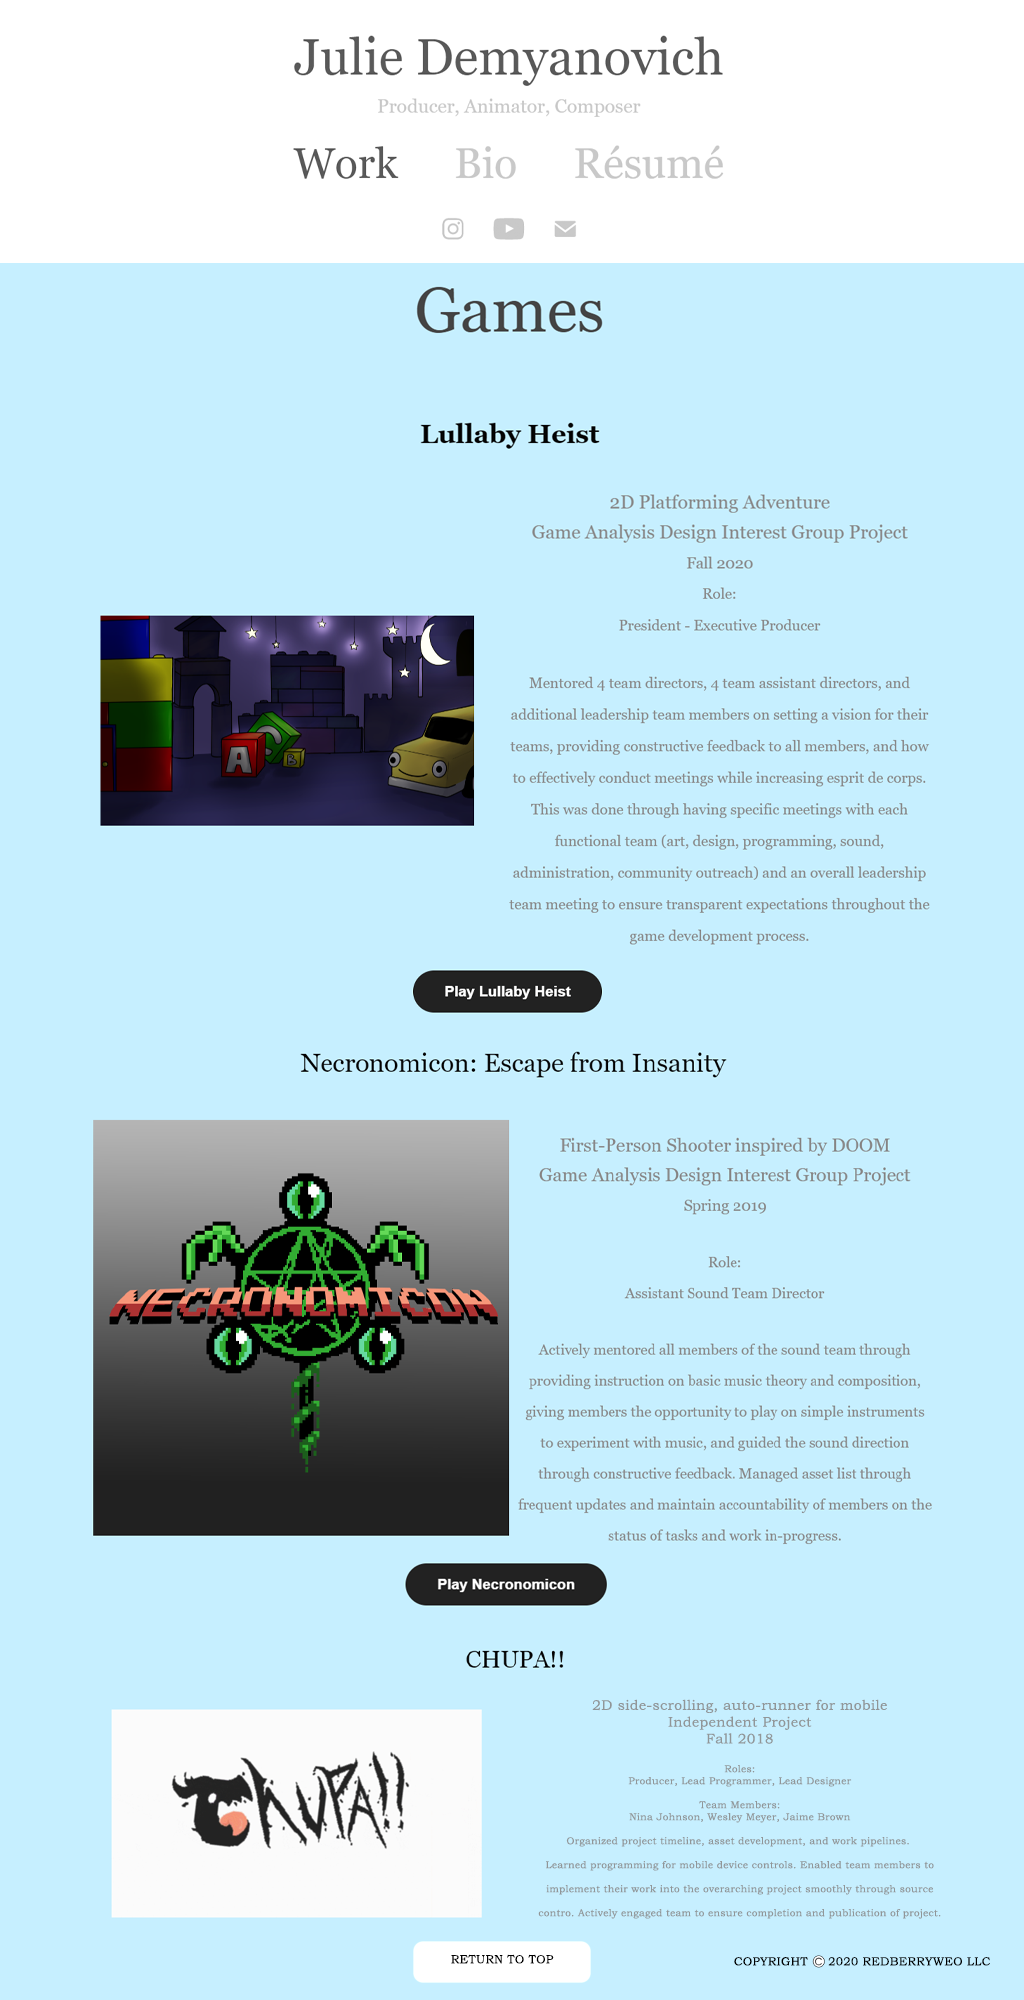 Julie Demyanovich
Producer, Animator, Composer
Work Bio Résumé
Games
Lullaby Heist
2D Platforming Adventure
Game Analysis Design Interest Group Project
Fall 2020
Role:
President - Executive Producer
A C B
Mentored 4 team directors, 4 team assistant directors, and
additional leadership team members on setting a vision for their
teams, providing constructive feedback to all members, and how
to effectively conduct meetings while increasing esprit de corps.
This was done through having specific meetings with each
functional team (art, design, programming, sound,
administration, community outreach) and an overall leadership
team meeting to ensure transparent expectations throughout the
game development process.
Play Lullaby Heist
Necronomicon: Escape from Insanity
NECRONOMICON
First-Person Shooter inspired by DOOM
Game Analysis Design Interest Group Project
Spring 2019
Role:
Assistant Sound Team Director
Actively mentored all members of the sound team through
providing instruction on basic music theory and composition,
giving members the opportunity to play on simple instruments
to experiment with music, and guided the sound direction
through constructive feedback. Managed asset list through
frequent updates and maintain accountability of members on the
status of tasks and work in-progress.
Play Necronomicon
CHUPA!!
CHUPA!!
2D side-scrolling, auto-runner for mobile
Independent Project
Fall 2018
Roles:
Producer, Lead Programmer, Lead Designer
Team Members:
Nina Johnson, Wesley Meyer, Jaime Brown
Organized project timeline, asset development, and work pipelines.
Learned programming for mobile device controls. Enabled team members to
implement their work into the overarching project smoothly through source
contro. Actively engaged team to ensure completion and publication of project.
RETURN TO TOP
COPYRIGHT © 2020 REDBERRYWEO LLC